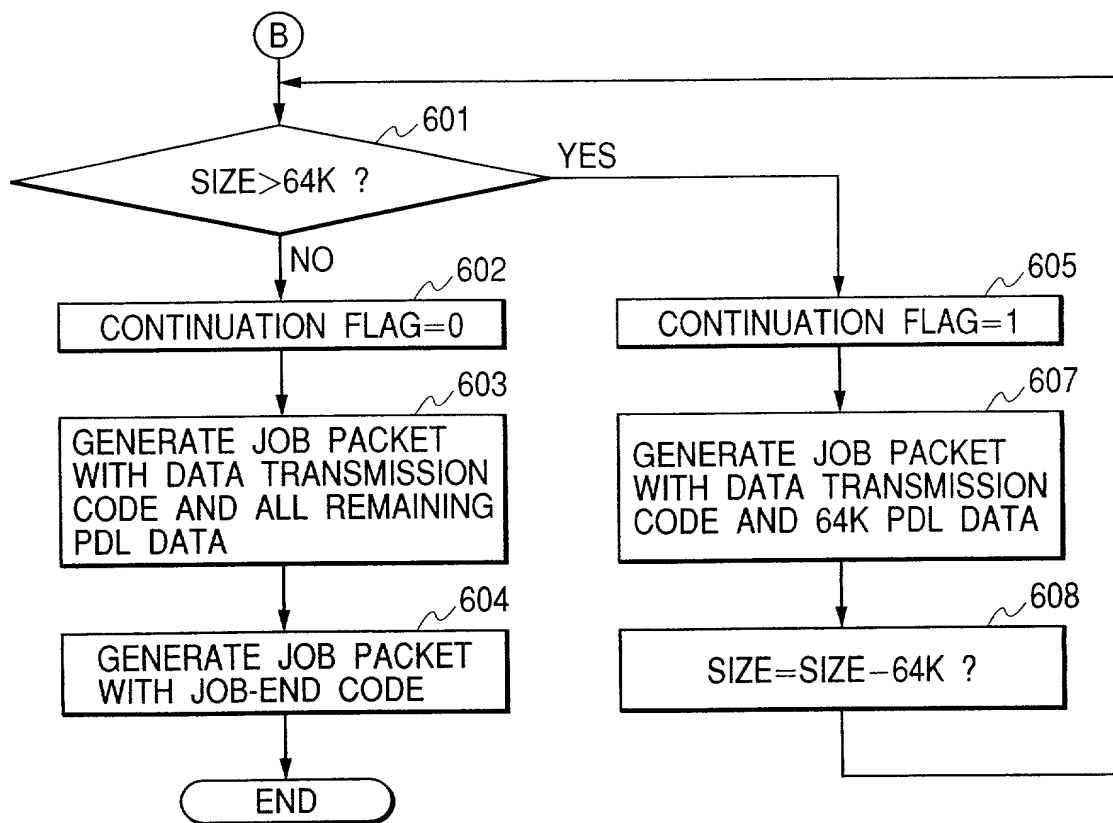 B
601
SIZE>64K ?
YES
NO
602
CONTINUATION FLAG=0
603
GENERATE JOB PACKET
WITH DATA TRANSMISSION
CODE AND ALL REMAINING
PDL DATA
604
GENERATE JOB PACKET
WITH JOB-END CODE
END
605
CONTINUATION FLAG=1
607
GENERATE JOB PACKET
WITH DATA TRANSMISSION
CODE AND 64K PDL DATA
608
SIZE=SIZE−64K ?